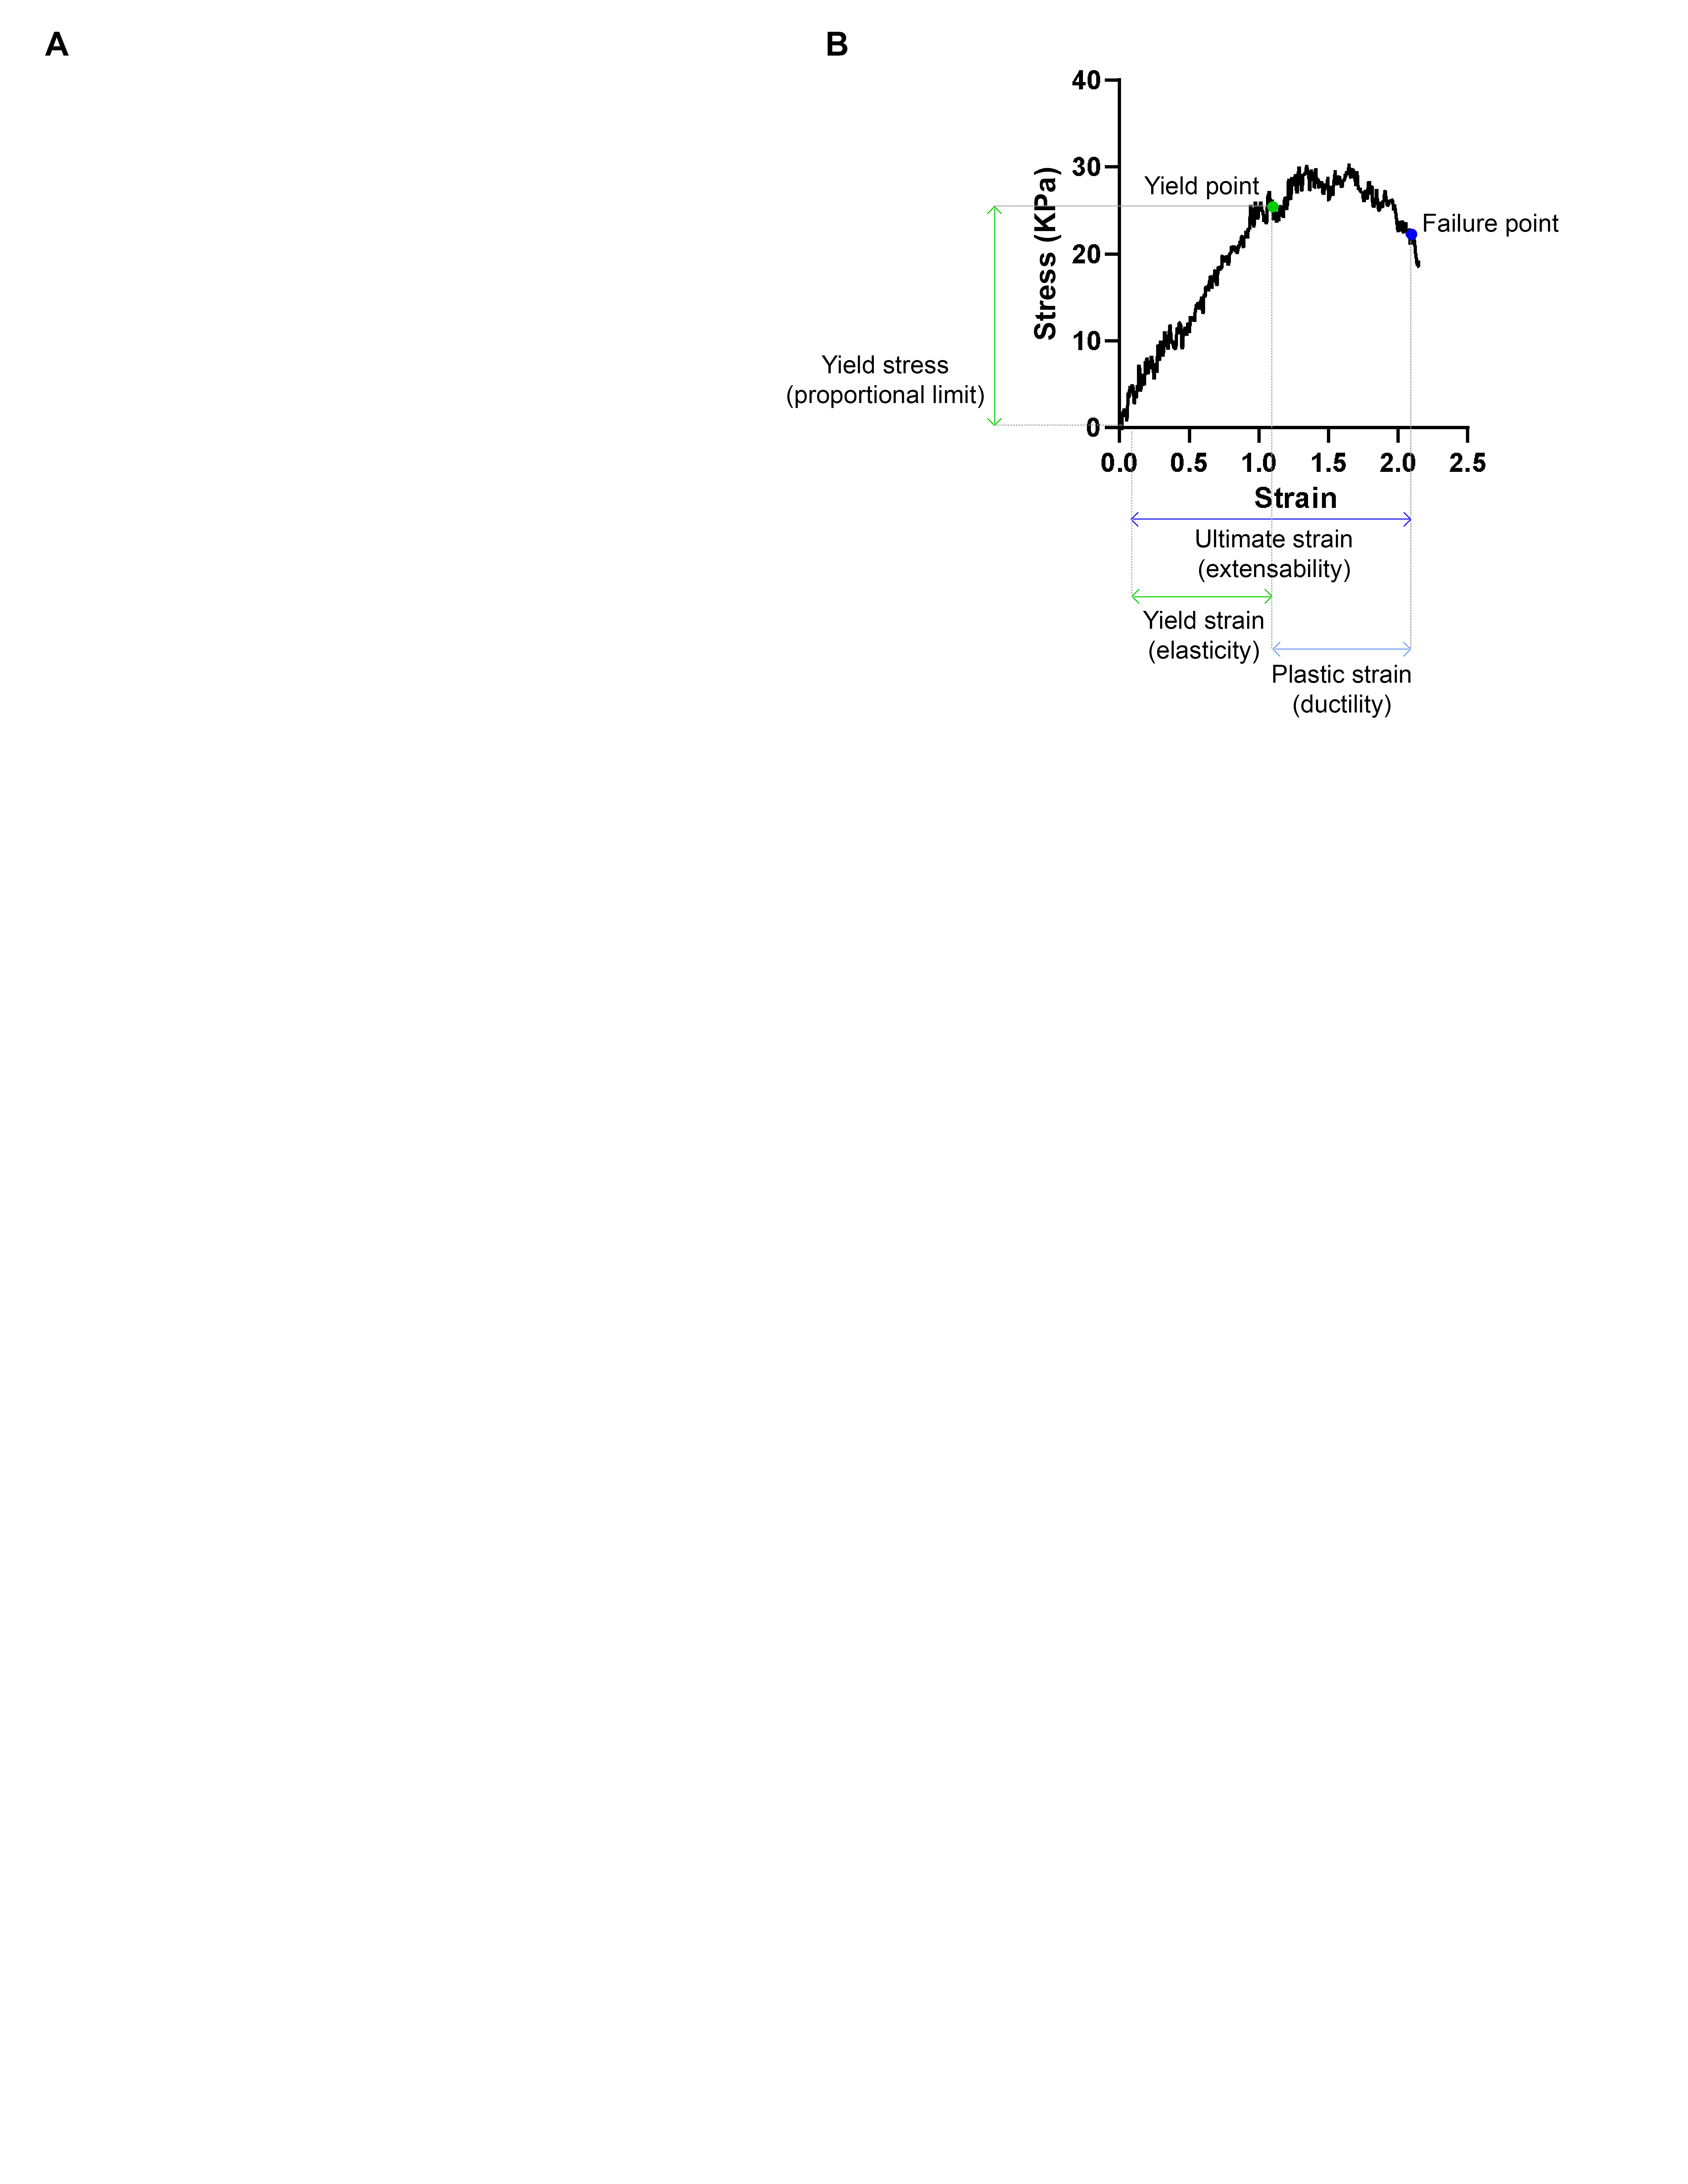 A
B
40
30
20
10
0
Stress (KPa)
Yield point
Failure point
Yield stress
(proportional limit)
0.0 0.5 1.0 1.5 2.0 2.5
Strain
Ultimate strain
(extensability)
Yield strain
(elasticity)
Plastic strain
(ductility)